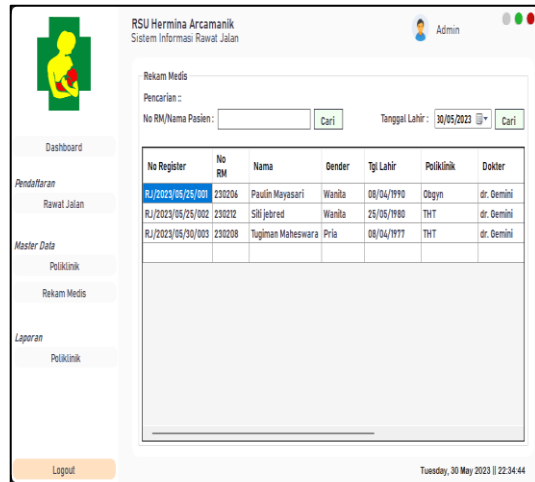 RSU Hermina Arcamanik
Sistem Informasi Rawat Jalan
Admin
Dashboard
Pendaftaran
Rawat Jalan
Master Data
Poliklinik
Rekam Medis
Laporan
Poliklinik
Logout
Rekam Medis
Pencarian ::
No RM/Nama Pasien : Cari Tanggal Lahir : 30/05/2023 Cari
No Register No RM Nama Gender Tgl Lahir Poliklinik Dokter
RJ/2023/05/25/001 230206 Paulin Mayasari Wanita 08/04/1990 Obgyn dr. Gemini
RJ/2023/05/25/002 230212 Siti jebred Wanita 25/05/1980 THT dr. Gemini
RJ/2023/05/30/003 230208 Tugiman Maheswara Pria 08/04/1977 THT dr. Gemini
Tuesday, 30 May 2023 || 22:34:44